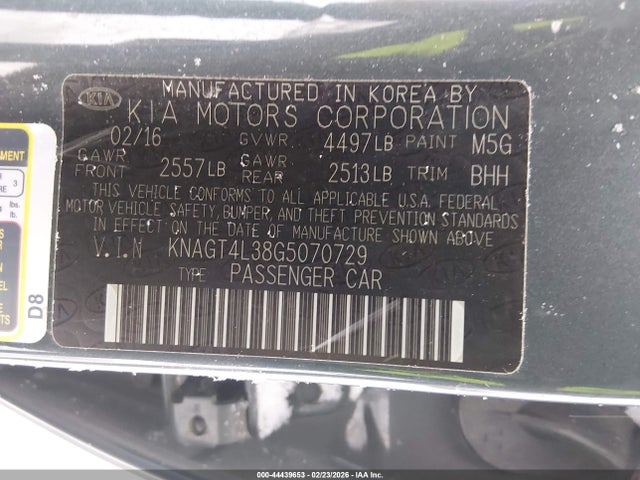 MANUFACTURED IN KOREA BY
KIA
KIA MOTORS CORPORATION
02/16 GVWR 4497LB PAINT M5G
GAWR FRONT 2557LB GAWR REAR 2513LB TRIM BHH
THIS VEHICLE CONFORMS TO ALL APPLICABLE U.S.A. FEDERAL
MOTOR VEHICLE SAFETY, BUMPER, AND THEFT PREVENTION STANDARDS
IN EFFECT ON THE DATE OF MANUFACTURE SHOWN ABOVE.
V.I.N KNAGT4L38G5070729
TYPE PASSENGER CAR
D8
3
lbs.
lb.
000-44439653 - 02/23/2026 - IAA Inc.